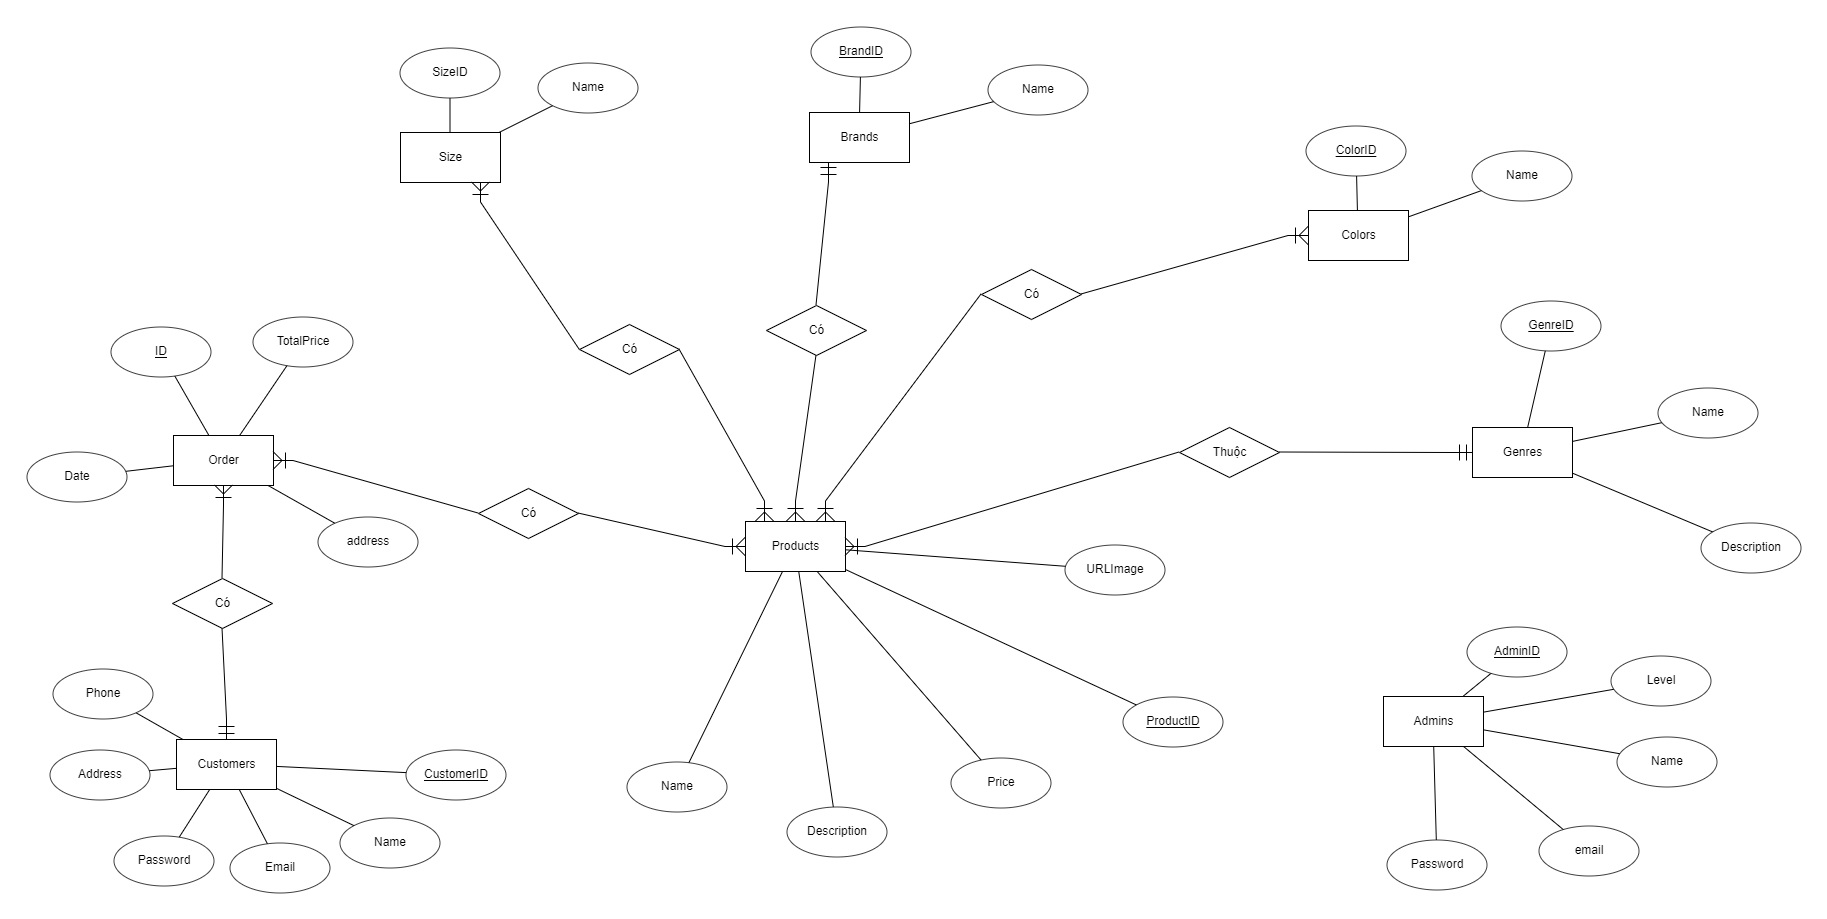 BrandID
SizeID
Name
Name
Brands
Size
ColorID
Name
Colors
Có
GenreID
Có
TotalPrice
Có
ID
Name
Order
Thuộc
Genres
Date
Có
address
Products
Description
URLImage
Có
AdminID
Level
Phone
ProductID
Admins
Customers
Name
Address
CustomerID
Price
Name
Description
Name
email
Password
Password
Email